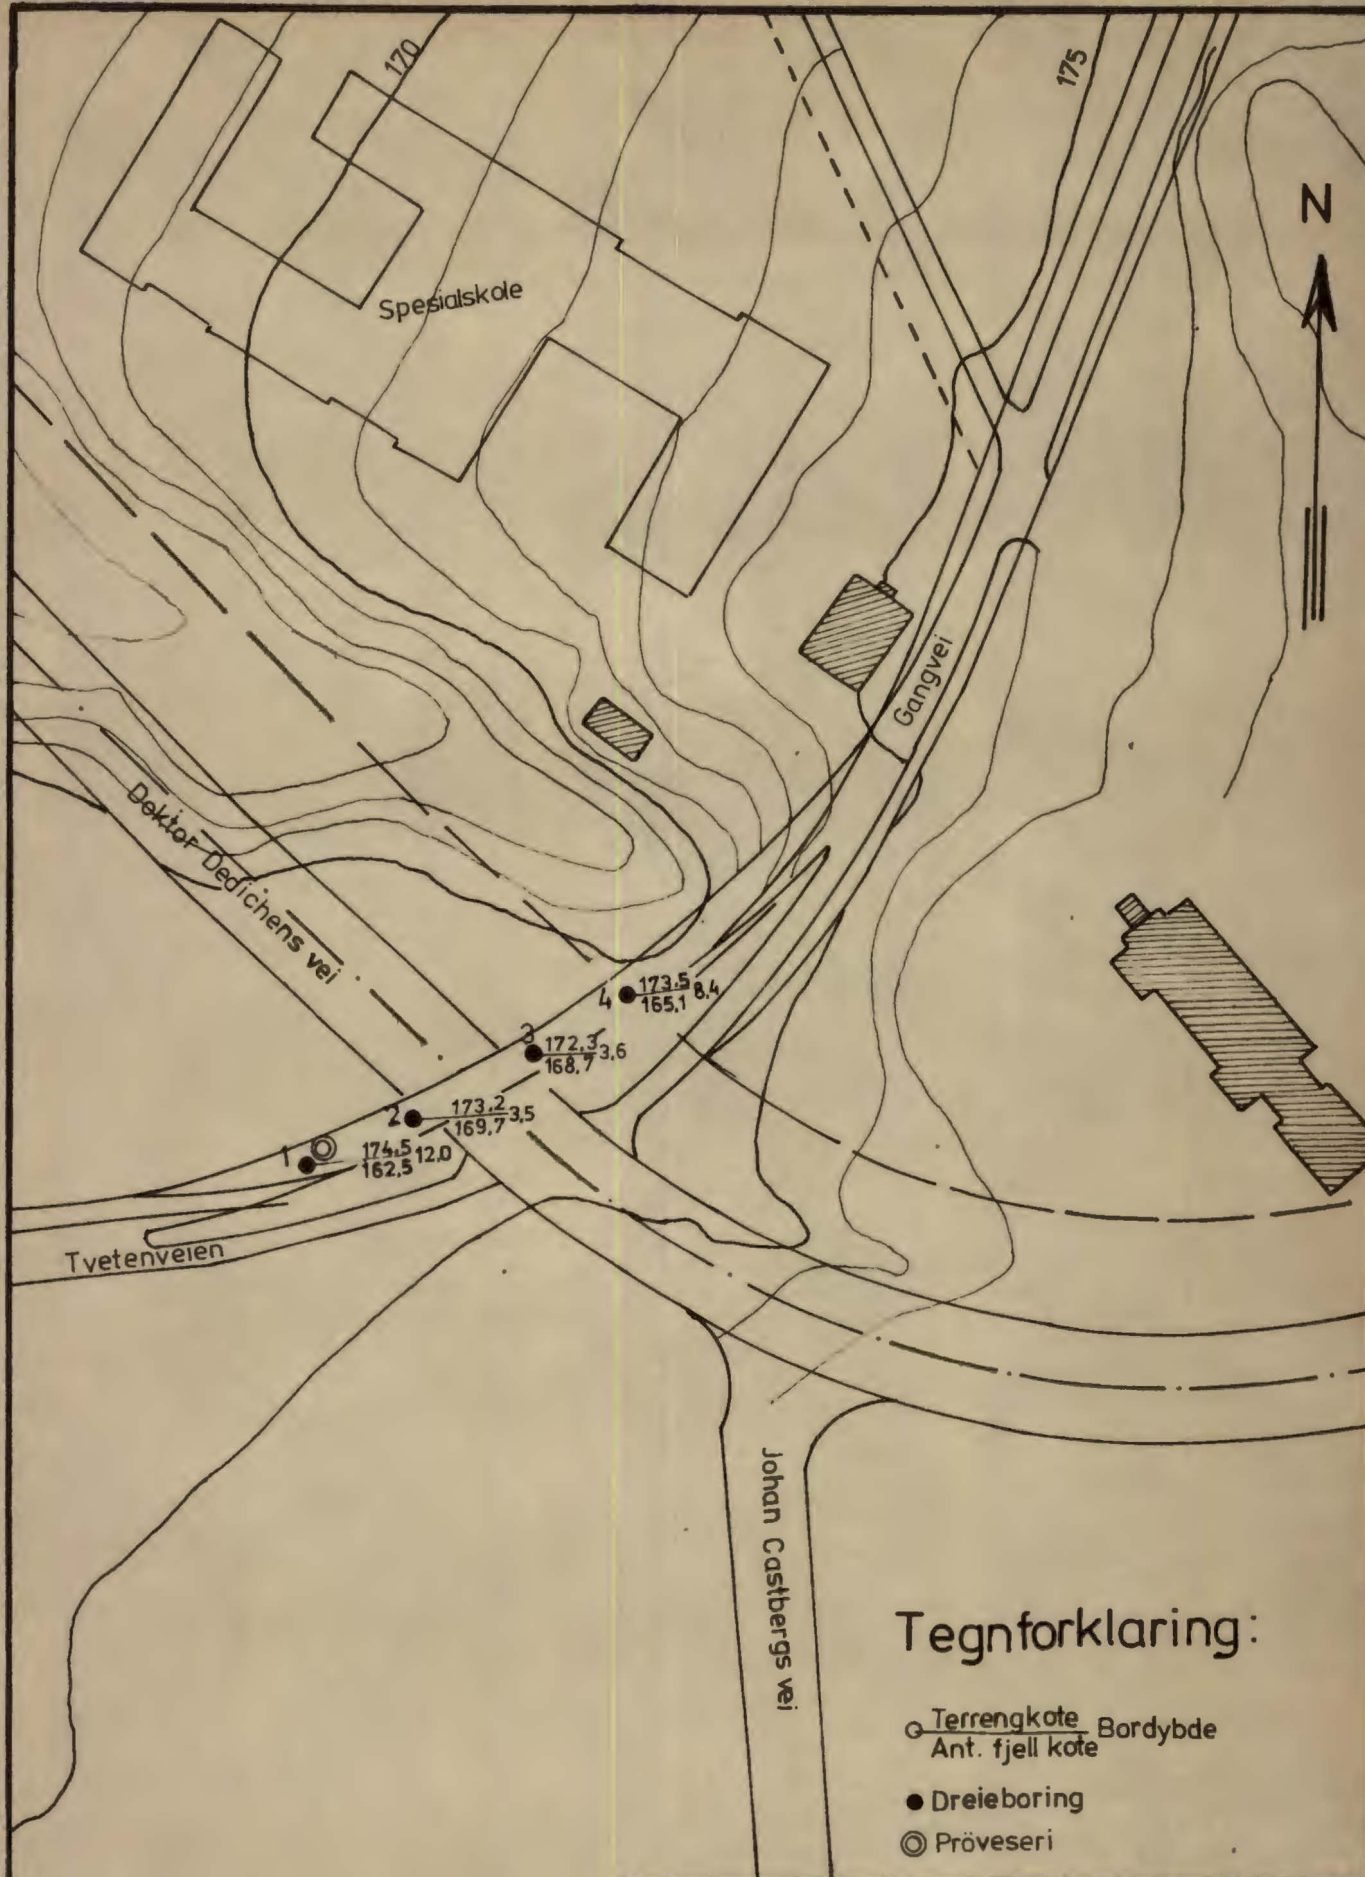 170
175
N
Spesialskole
Gangvei
Doktor Dedichens vei
4 173.5 8,4
165,1
3 172,3 3,6
168,7
2 173,2 3,5
169,7
1 174,5 12,0
162,5
Tvetenveien
Johan Castbergs vei
Tegnforklaring:
Terrengkote Bordybde
Ant. fjell kote
Dreieboring
Pröveseri